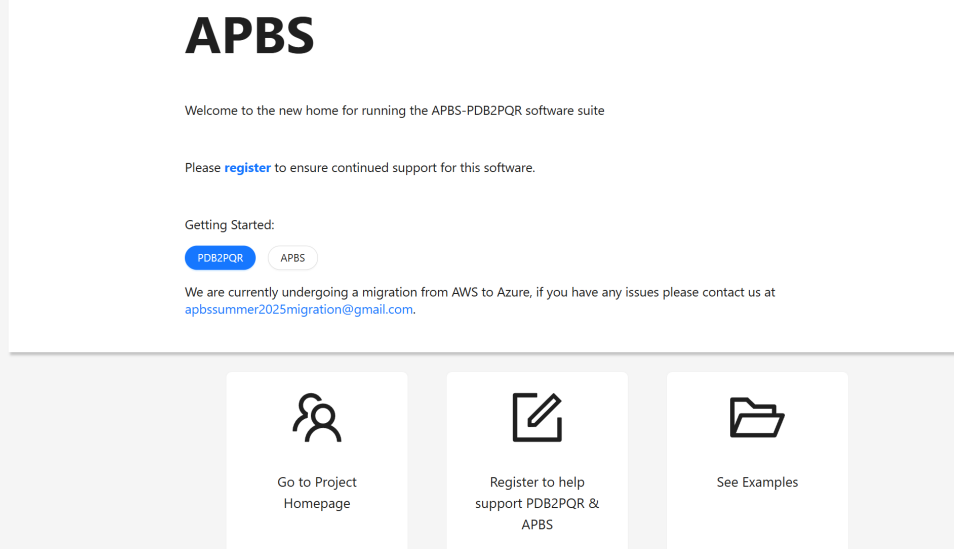 APBS
Welcome to the new home for running the APBS-PDB2PQR software suite
Please register to ensure continued support for this software.
Getting Started:
PDB2PQR
APBS
We are currently undergoing a migration from AWS to Azure, if you have any issues please contact us at
apbssummer2025migration@gmail.com.
Go to Project
Homepage
Register to help
support PDB2PQR &
APBS
See Examples